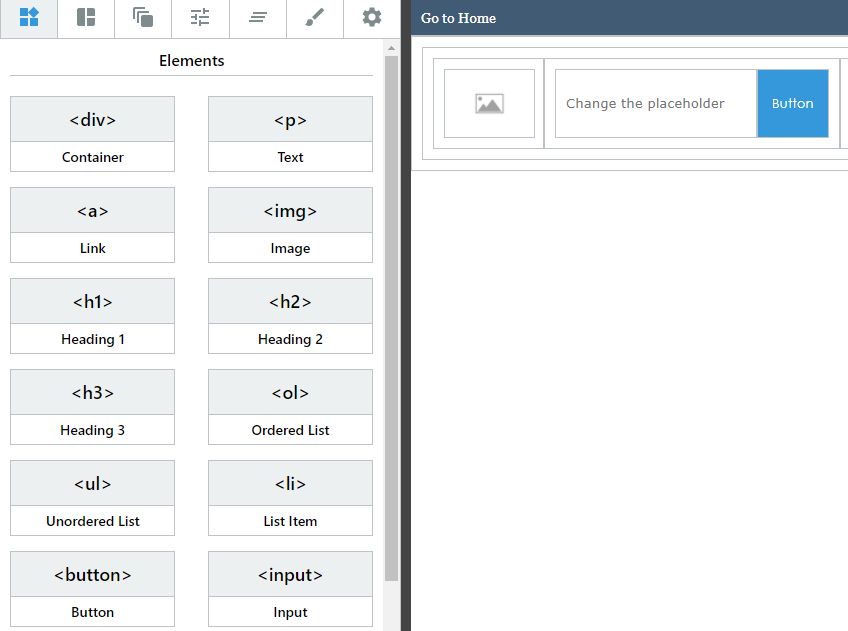 Elements
<div>
Container
<p>
Text
<a>
Link
<img>
Image
<h1>
Heading 1
<h2>
Heading 2
<h3>
Heading 3
<ol>
Ordered List
<ul>
Unordered List
<li>
List Item
<button>
Button
<input>
Input
Go to Home
Change the placeholder
Button